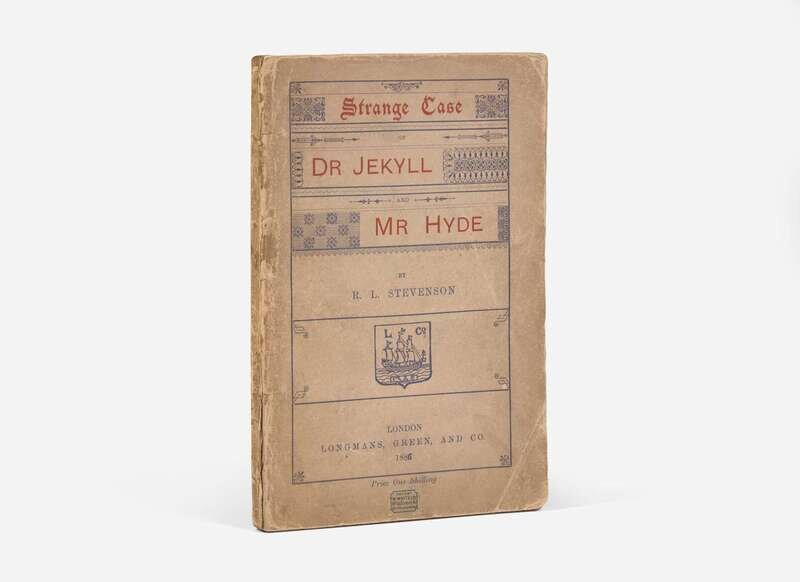 Strange Case
OF
DR JEKYLL
AND
MR HYDE
BY
R. L. STEVENSON
L Co
LONDON
LONGMANS, GREEN, AND CO.
1886
Price One Shilling